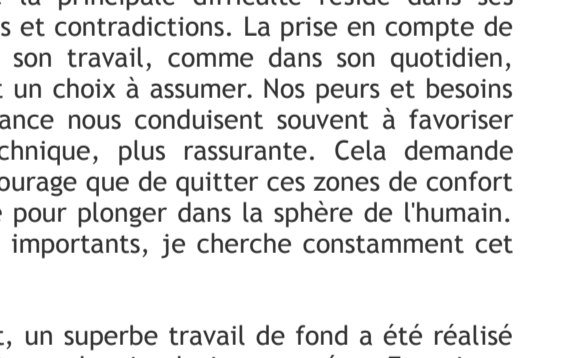 la principale difficulté réside dans ses
s et contradictions. La prise en compte de
son travail, comme dans son quotidien,
t un choix à assumer. Nos peurs et besoins
ance nous conduisent souvent à favoriser
chnique, plus rassurante. Cela demande
ourage que de quitter ces zones de confort
pour plonger dans la sphère de l'humain.
importants, je cherche constamment cet
t, un superbe travail de fond a été réalisé